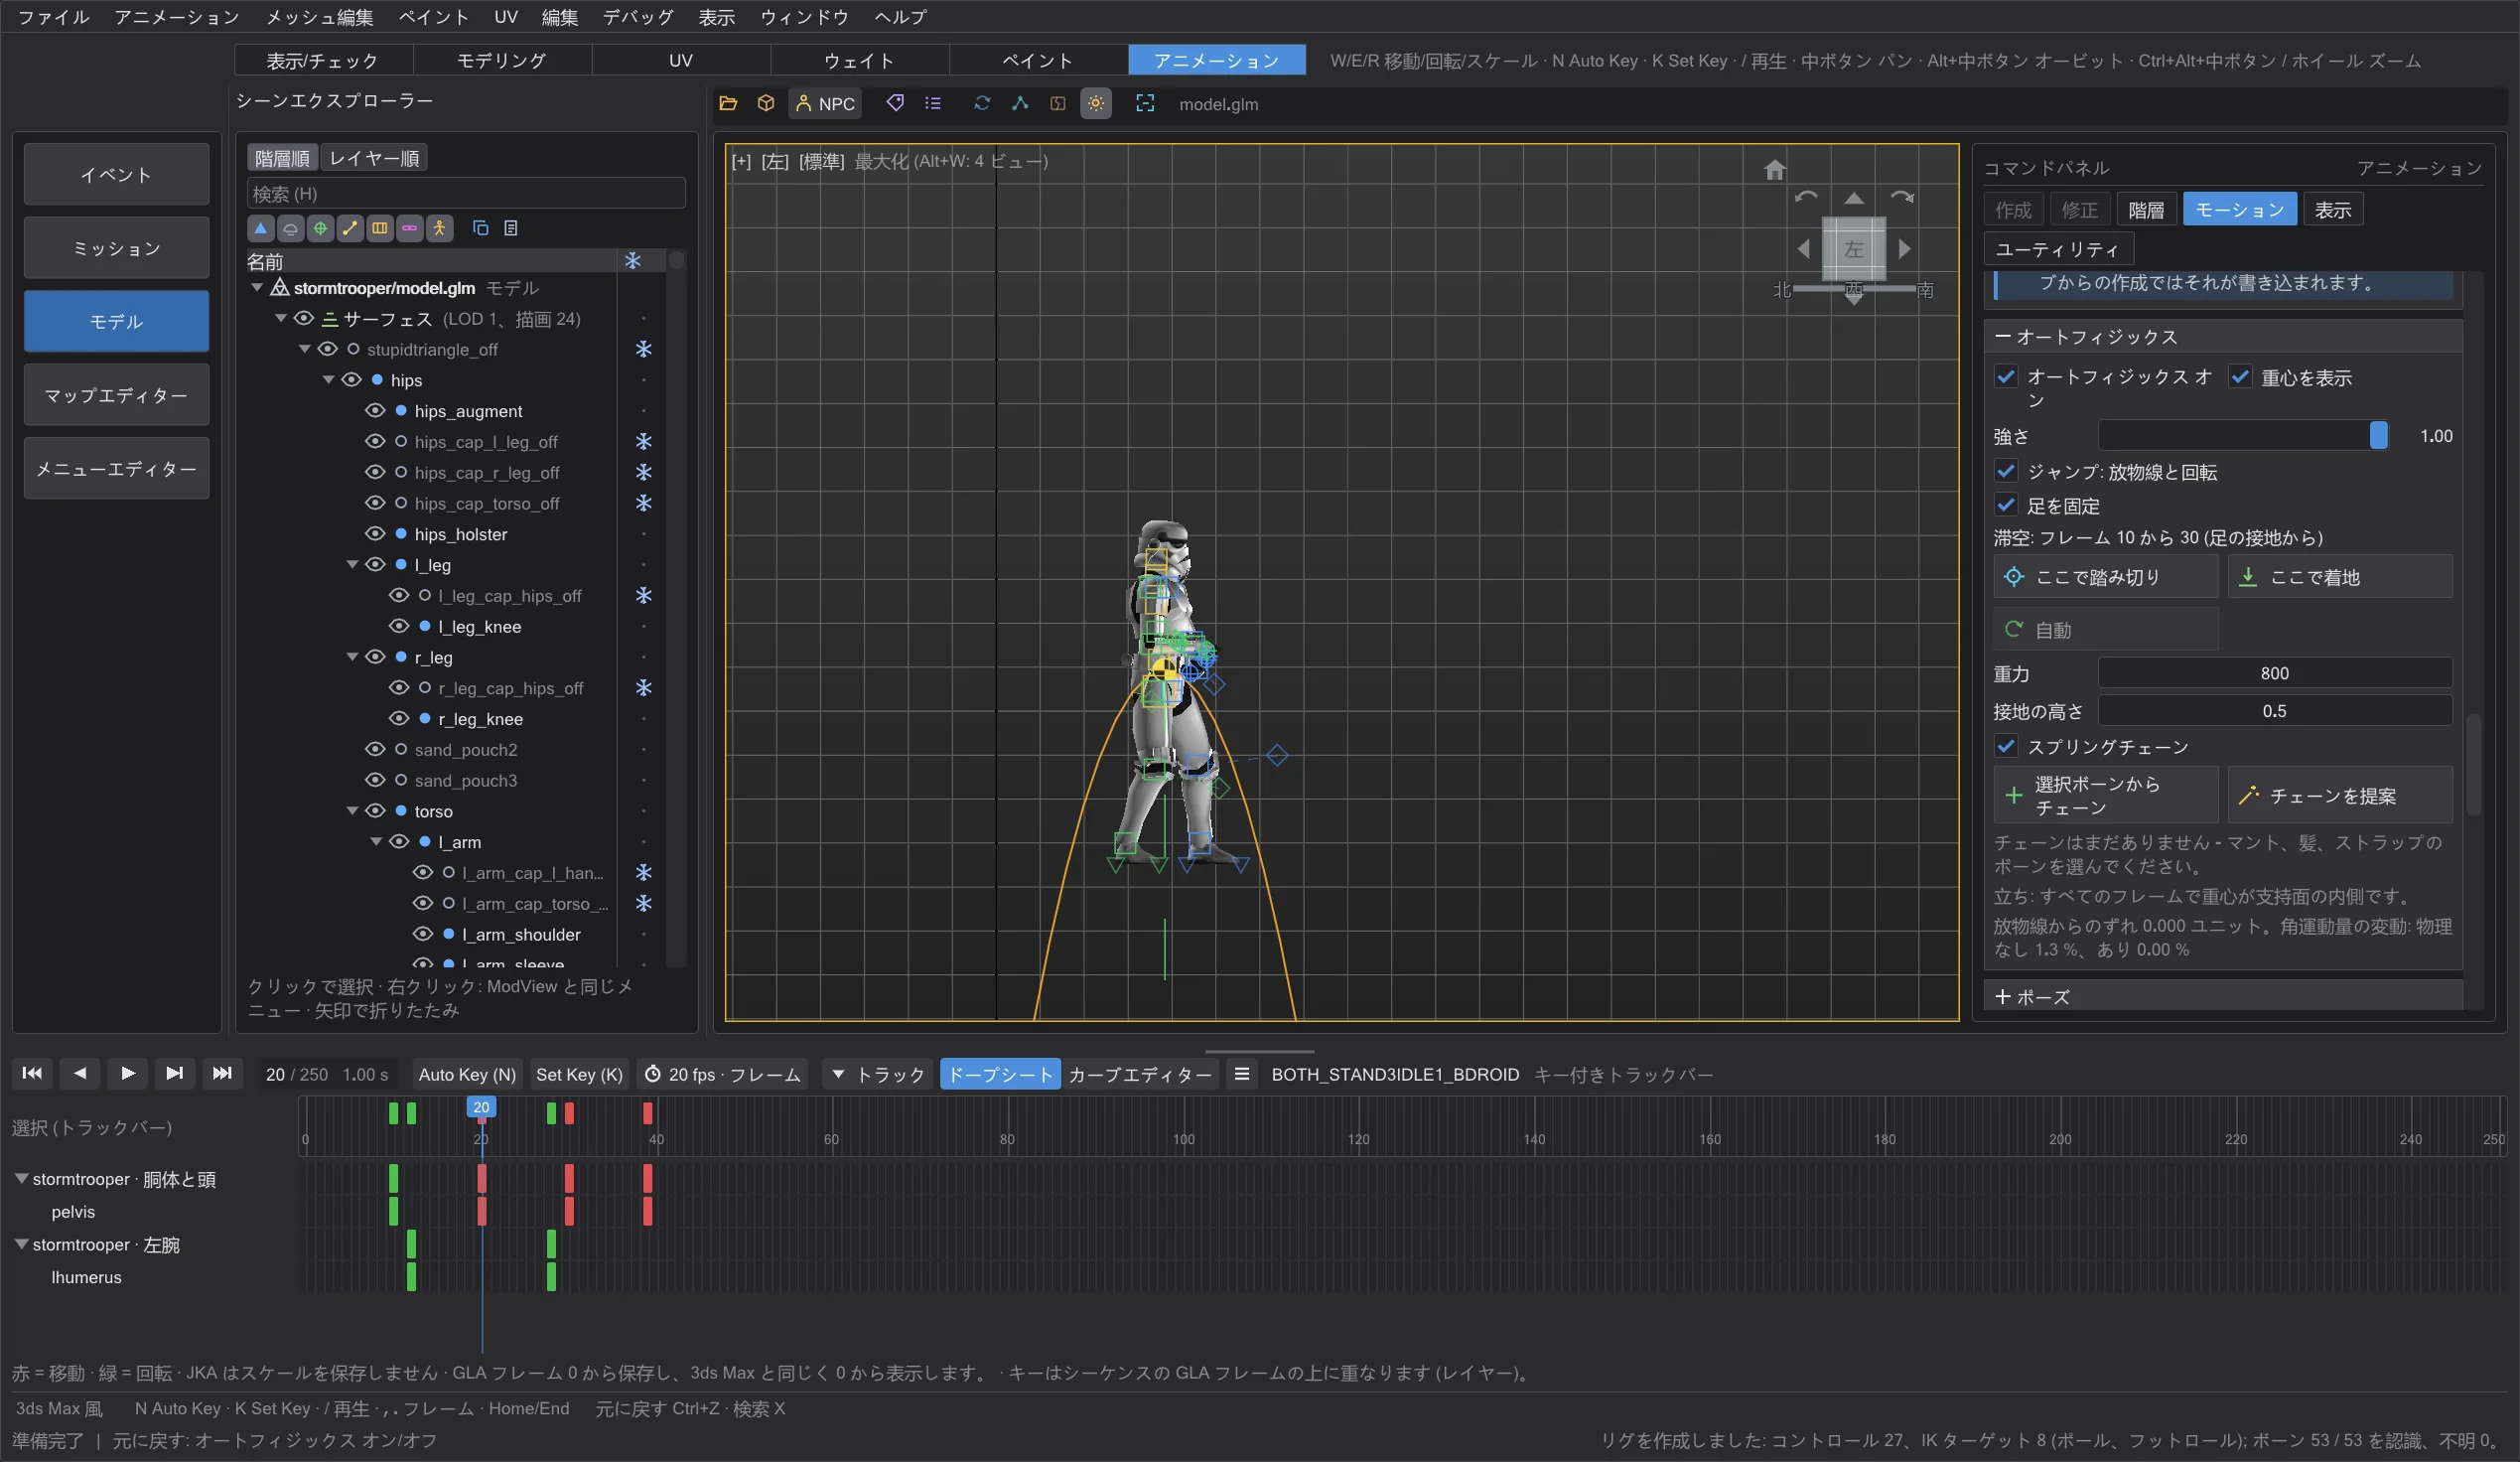 ファイル アニメーション メッシュ編集 ペイント UV 編集 デバッグ 表示 ウィンドウ ヘルプ
表示/チェック モデリング UV ウェイト ペイント アニメーション W/E/R 移動/回転/スケール · N Auto Key · K Set Key · / 再生 · 中ボタン パン · Alt+中ボタン オービット · Ctrl+Alt+中ボタン / ホイール ズーム
シーンエクスプローラー
NPC model.glm
イベント
ミッション
モデル
マップエディター
メニューエディター
階層順 レイヤー順
検索 (H)
名前
stormtrooper/model.glm モデル
サーフェス (LOD 1、描画 24)
stupidtriangle_off
hips
hips_augment
hips_cap_l_leg_off
hips_cap_r_leg_off
hips_cap_torso_off
hips_holster
l_leg
l_leg_cap_hips_off
l_leg_knee
r_leg
r_leg_cap_hips_off
r_leg_knee
sand_pouch2
sand_pouch3
torso
l_arm
l_arm_cap_l_han...
l_arm_cap_torso_...
l_arm_shoulder
l_arm_sleeve
クリックで選択 · 右クリック: ModView と同じメ
ニュー · 矢印で折りたたみ
[+] [左] [標準] 最大化 (Alt+W: 4 ビュー)
左
北 西 南
コマンドパネル アニメーション
作成 修正 階層 モーション 表示
ユーティリティ
ブからの作成ではそれが書き込まれます。
オートフィジックス
オートフィジックス オ
ン
重心を表示
強さ 1.00
ジャンプ: 放物線と回転
足を固定
滞空: フレーム 10 から 30 (足の接地から)
ここで踏み切り ここで着地
自動
重力 800
接地の高さ 0.5
スプリングチェーン
選択ボーンから
チェーン
チェーンを提案
チェーンはまだありません - マント、髪、ストラップの
ボーンを選んでください。
立ち: すべてのフレームで重心が支持面の内側です。
放物線からのずれ 0.000 ユニット。角運動量の変動: 物理
なし 1.3 %、あり 0.00 %
ポーズ
20 / 250 1.00 s Auto Key (N) Set Key (K) 20 fps · フレーム トラック ドープシート カーブエディター BOTH_STAND3IDLE1_BDROID キー付きトラックバー
20
選択 (トラックバー)
0 20 40 60 80 100 120 140 160 180 200 220 240 250
stormtrooper · 胴体と頭
pelvis
stormtrooper · 左腕
lhumerus
赤 = 移動 · 緑 = 回転 · JKA はスケールを保存しません · GLA フレーム 0 から保存し、3ds Max と同じく 0 から表示します。 · キーはシーケンスの GLA フレームの上に重なります (レイヤー)。
3ds Max 風 N Auto Key · K Set Key · / 再生 · , . フレーム · Home/End 元に戻す Ctrl+Z · 検索 X
準備完了 | 元に戻す: オートフィジックス オン/オフ
リグを作成しました: コントロール 27、IK ターゲット 8 (ポール、フットロール); ボーン 53 / 53 を認識、不明 0。